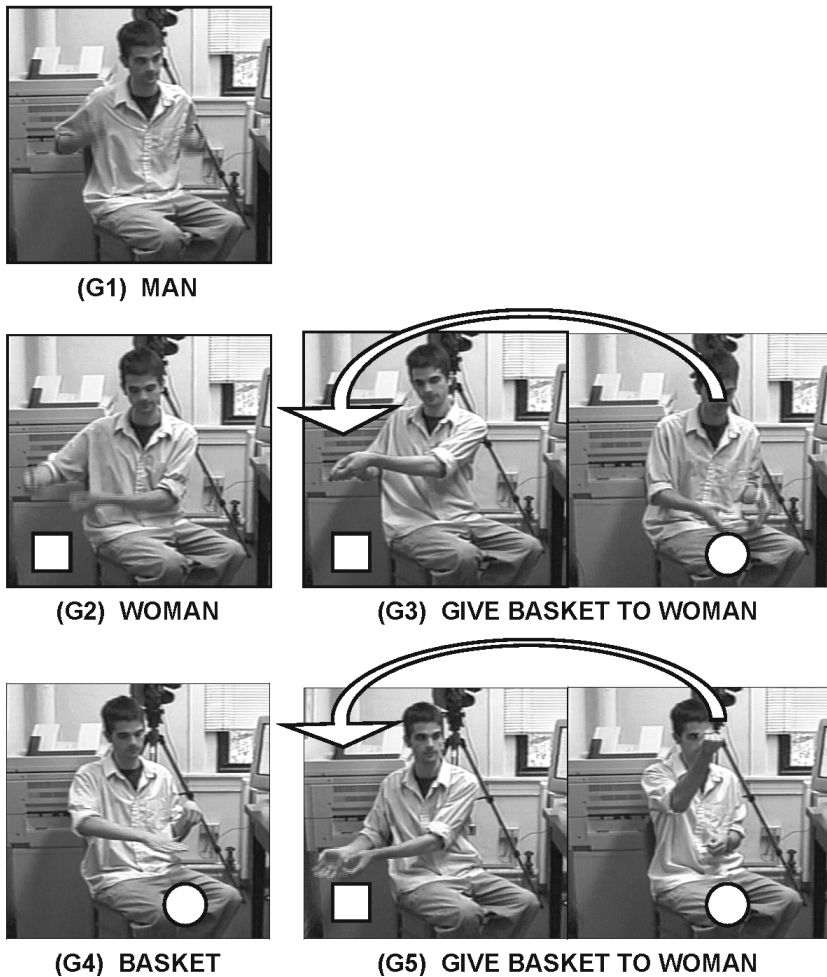 (G1) MAN
(G2) WOMAN
(G3) GIVE BASKET TO WOMAN
(G4) BASKET
(G5) GIVE BASKET TO WOMAN